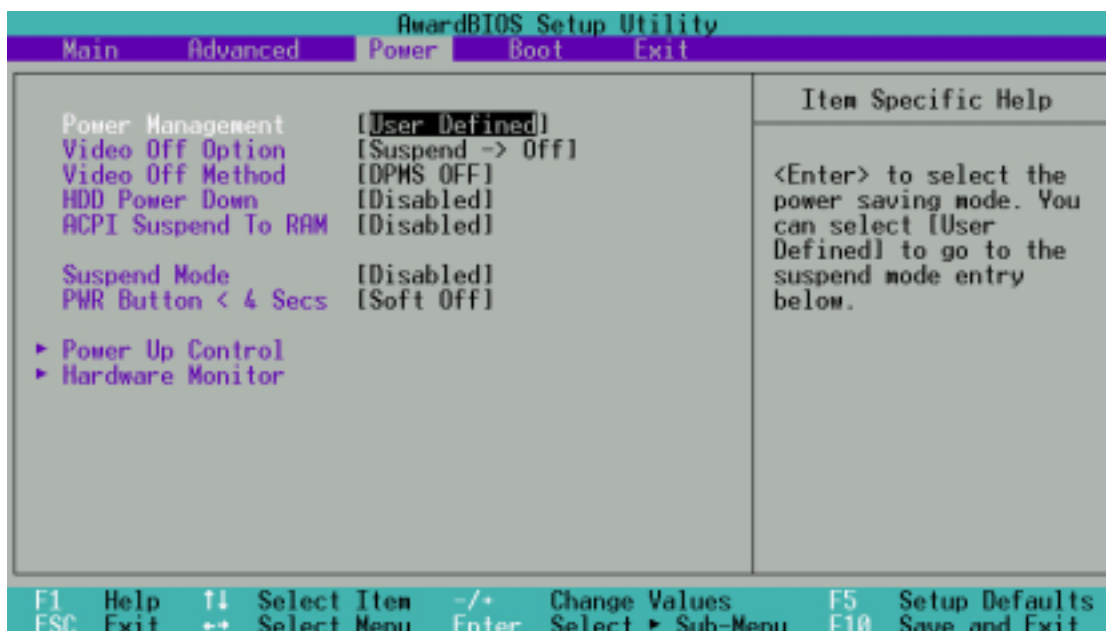 AwardBIOS Setup Utility
Main Advanced Power Boot Exit
Item Specific Help
Power Management [User Defined]
Video Off Option [Suspend -> Off]
Video Off Method [DPMS OFF]
HDD Power Down [Disabled]
ACPI Suspend To RAM [Disabled]
Suspend Mode [Disabled]
PWR Button < 4 Secs [Soft Off]
▸ Power Up Control
▸ Hardware Monitor
<Enter> to select the
power saving mode. You
can select [User
Defined] to go to the
suspend mode entry
below.
F1 Help ↑↓ Select Item -/+ Change Values F5 Setup Defaults
ESC Exit ←→ Select Menu Enter Select ▸ Sub-Menu F10 Save and Exit